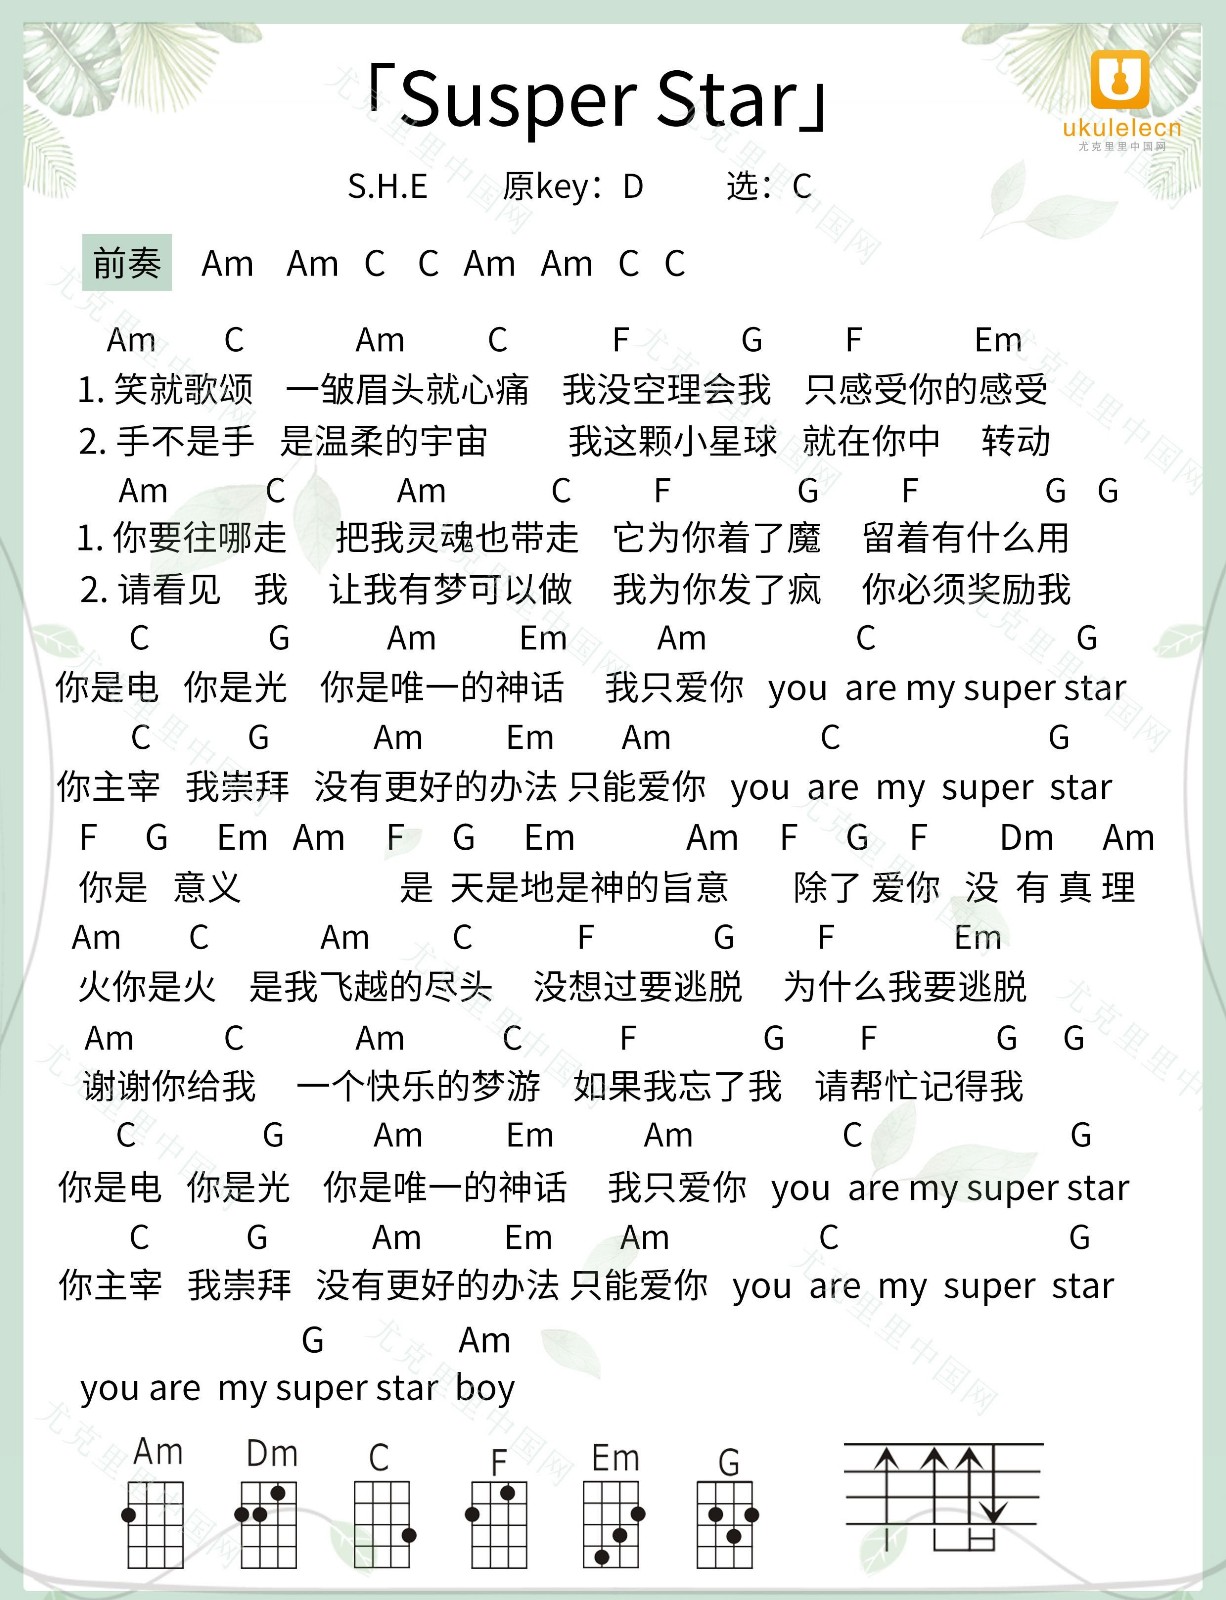 「Susper Star」
ukulelecn
尤克里里中国网
S.H.E 原key：D 选：C
前奏 Am Am C C Am Am C C
Am C Am C F G F Em
1. 笑就歌颂 一皱眉头就心痛 我没空理会我 只感受你的感受
2. 手不是手 是温柔的宇宙 我这颗小星球 就在你中 转动
Am C Am C F G F G G
1. 你要往哪走 把我灵魂也带走 它为你着了魔 留着有什么用
2. 请看见 我 让我有梦可以做 我为你发了疯 你必须奖励我
C G Am Em Am C G
你是电 你是光 你是唯一的神话 我只爱你 you are my super star
C G Am Em Am C G
你主宰 我崇拜 没有更好的办法 只能爱你 you are my super star
F G Em Am F G Em Am F G F Dm Am
你是 意义 是 天是地是神的旨意 除了 爱你 没 有 真 理
Am C Am C F G F Em
火你是火 是我飞越的尽头 没想过要逃脱 为什么我要逃脱
Am C Am C F G F G G
谢谢你给我 一个快乐的梦游 如果我忘了我 请帮忙记得我
C G Am Em Am C G
你是电 你是光 你是唯一的神话 我只爱你 you are my super star
C G Am Em Am C G
你主宰 我崇拜 没有更好的办法 只能爱你 you are my super star
G Am
you are my super star boy
Am Dm C F Em G